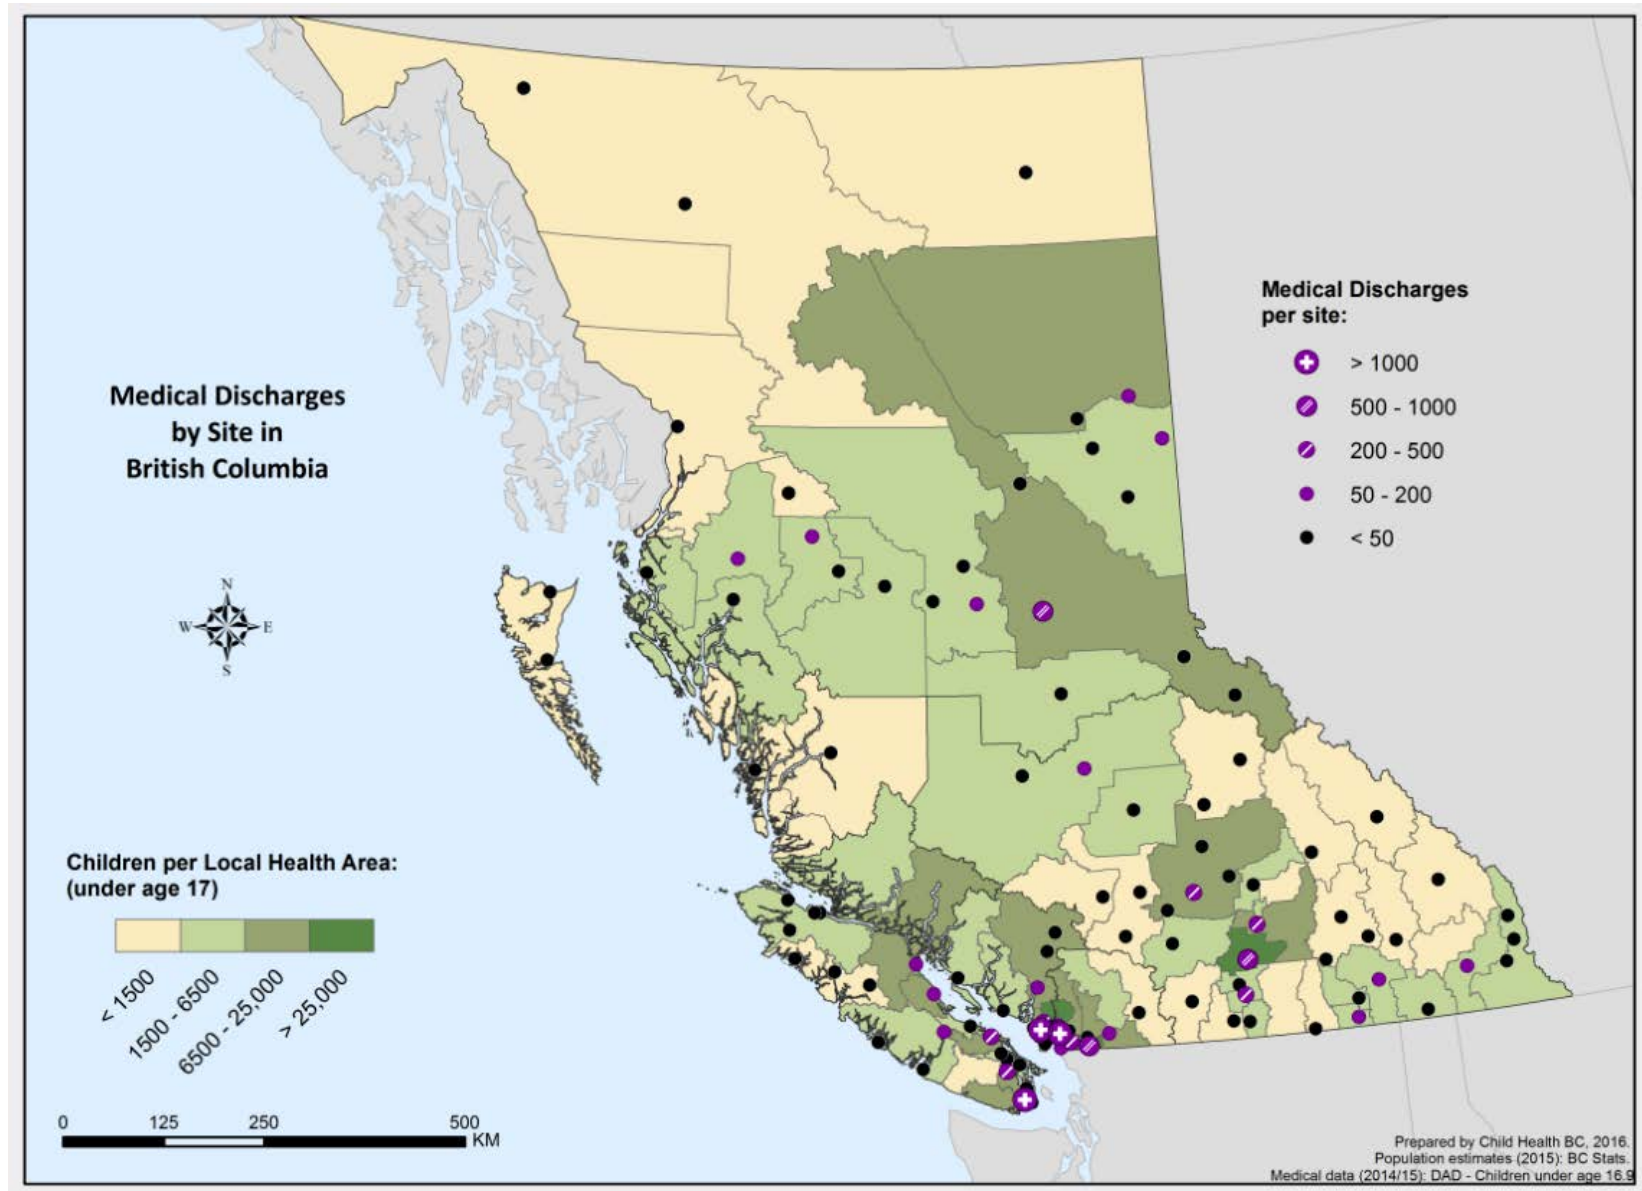 Medical Discharges
by Site in
British Columbia
N
W
E
S
Medical Discharges
per site:
> 1000
500 - 1000
200 - 500
50 - 200
< 50
Children per Local Health Area:
(under age 17)
< 1500
1500 - 6500
6500 - 25,000
> 25,000
0 125 250 500
KM
Prepared by Child Health BC, 2016.
Population estimates (2015): BC Stats.
Medical data (2014/15): DAD - Children under age 16.9